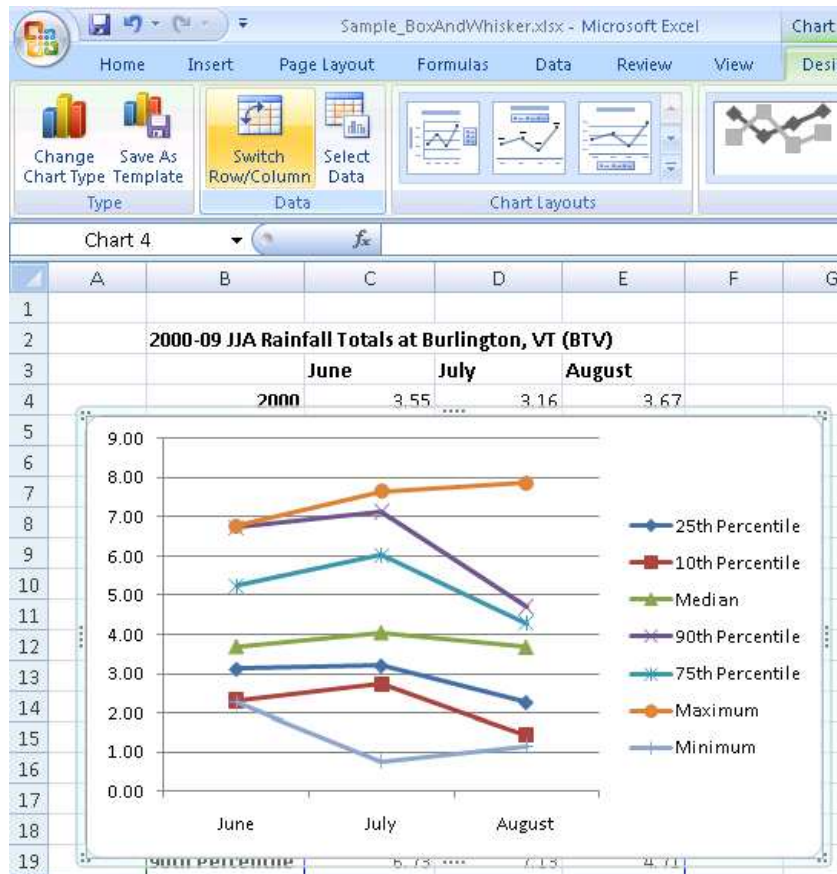 Sample_BoxAndWhisker.xlsx - Microsoft Excel
Chart
Home Insert Page Layout Formulas Data Review View Desi
Change Chart Type
Save As Template
Switch Row/Column
Select Data
Type Data Chart Layouts
Chart 4 fx
A B C D E F G
1
2 2000-09 JJA Rainfall Totals at Burlington, VT (BTV)
3 June July August
4 2000 3.55 3.16 3.67
5
6
7
8
9
10
11
12
13
14
15
16
17
18
9.00
8.00
7.00
6.00
5.00
4.00
3.00
2.00
1.00
0.00
June July August
25th Percentile
10th Percentile
Median
90th Percentile
75th Percentile
Maximum
Minimum
19 90th Percentile 6.73 7.13 4.71